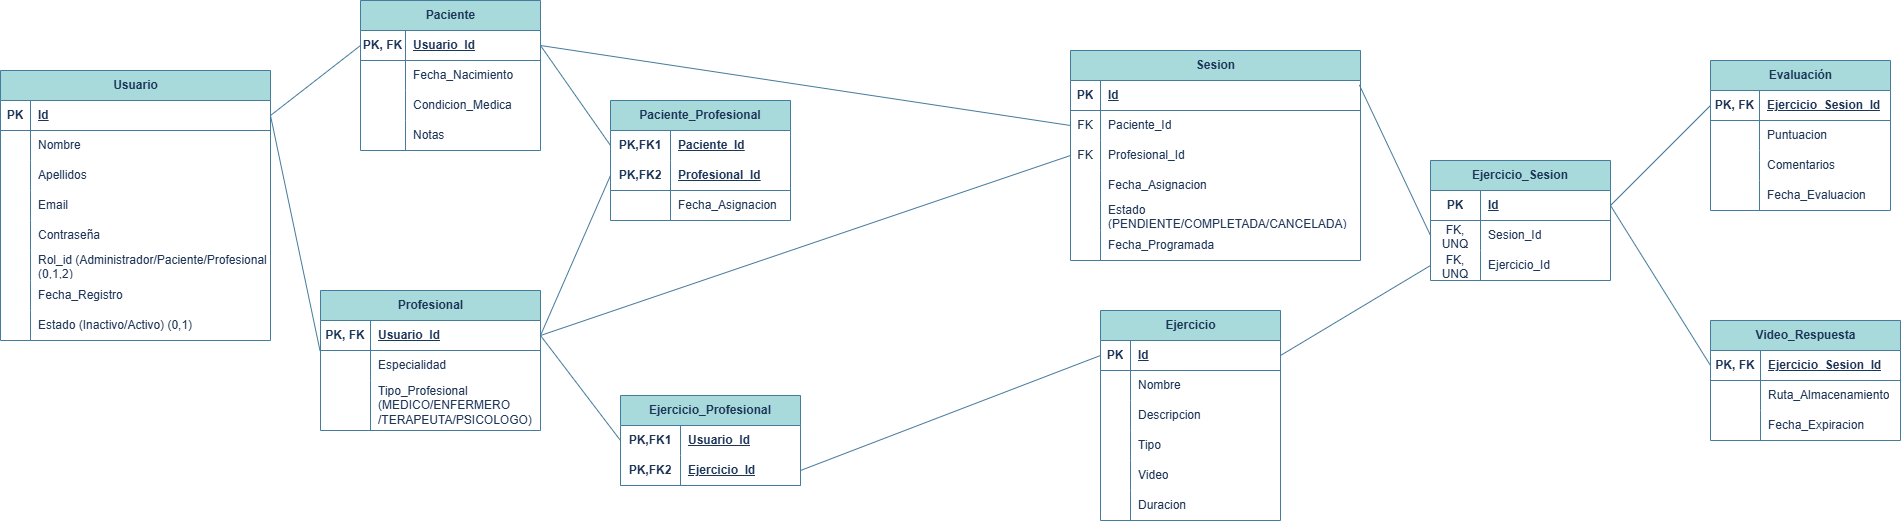 Usuario
PK Id
Nombre
Apellidos
Email
Contraseña
Rol_id (Administrador/Paciente/Profesional
(0,1,2)
Fecha_Registro
Estado (Inactivo/Activo) (0,1)
Paciente
PK, FK Usuario_Id
Fecha_Nacimiento
Condicion_Medica
Notas
Profesional
PK, FK Usuario_Id
Especialidad
Tipo_Profesional
(MEDICO/ENFERMERO
/TERAPEUTA/PSICOLOGO)
Paciente_Profesional
PK,FK1 Paciente_Id
PK,FK2 Profesional_Id
Fecha_Asignacion
Ejercicio_Profesional
PK,FK1 Usuario_Id
PK,FK2 Ejercicio_Id
Sesion
PK Id
FK Paciente_Id
FK Profesional_Id
Fecha_Asignacion
Estado
(PENDIENTE/COMPLETADA/CANCELADA)
Fecha_Programada
Ejercicio
PK Id
Nombre
Descripcion
Tipo
Video
Duracion
Ejercicio_Sesion
PK Id
FK,
UNQ Sesion_Id
FK,
UNQ Ejercicio_Id
Evaluación
PK, FK Ejercicio_Sesion_Id
Puntuacion
Comentarios
Fecha_Evaluacion
Video_Respuesta
PK, FK Ejercicio_Sesion_Id
Ruta_Almacenamiento
Fecha_Expiracion